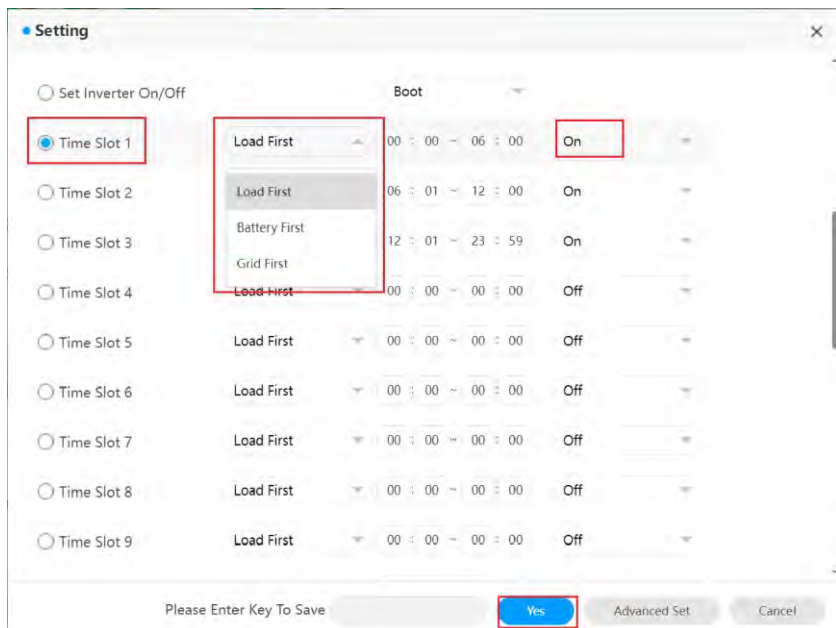 Setting
Set Inverter On/Off Boot
Time Slot 1 Load First 00 : 00 ~ 06 : 00 On
Time Slot 2 Load First 06 : 01 ~ 12 : 00 On
Battery First
Time Slot 3 12 : 01 ~ 23 : 59 On
Grid First
Time Slot 4 Load First 00 : 00 ~ 00 : 00 Off
Time Slot 5 Load First 00 : 00 ~ 00 : 00 Off
Time Slot 6 Load First 00 : 00 ~ 00 : 00 Off
Time Slot 7 Load First 00 : 00 ~ 00 : 00 Off
Time Slot 8 Load First 00 : 00 ~ 00 : 00 Off
Time Slot 9 Load First 00 : 00 ~ 00 : 00 Off
Please Enter Key To Save Yes Advanced Set Cancel